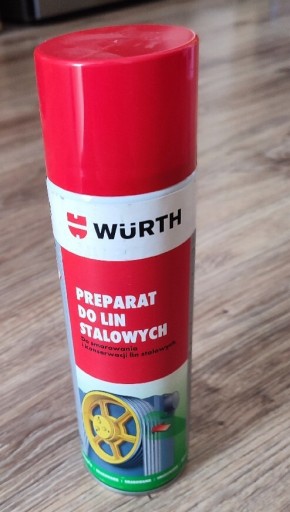 WÜRTH
PREPARAT
DO LIN
STALOWYCH
Do smarowania
i konserwacji lin stalowych